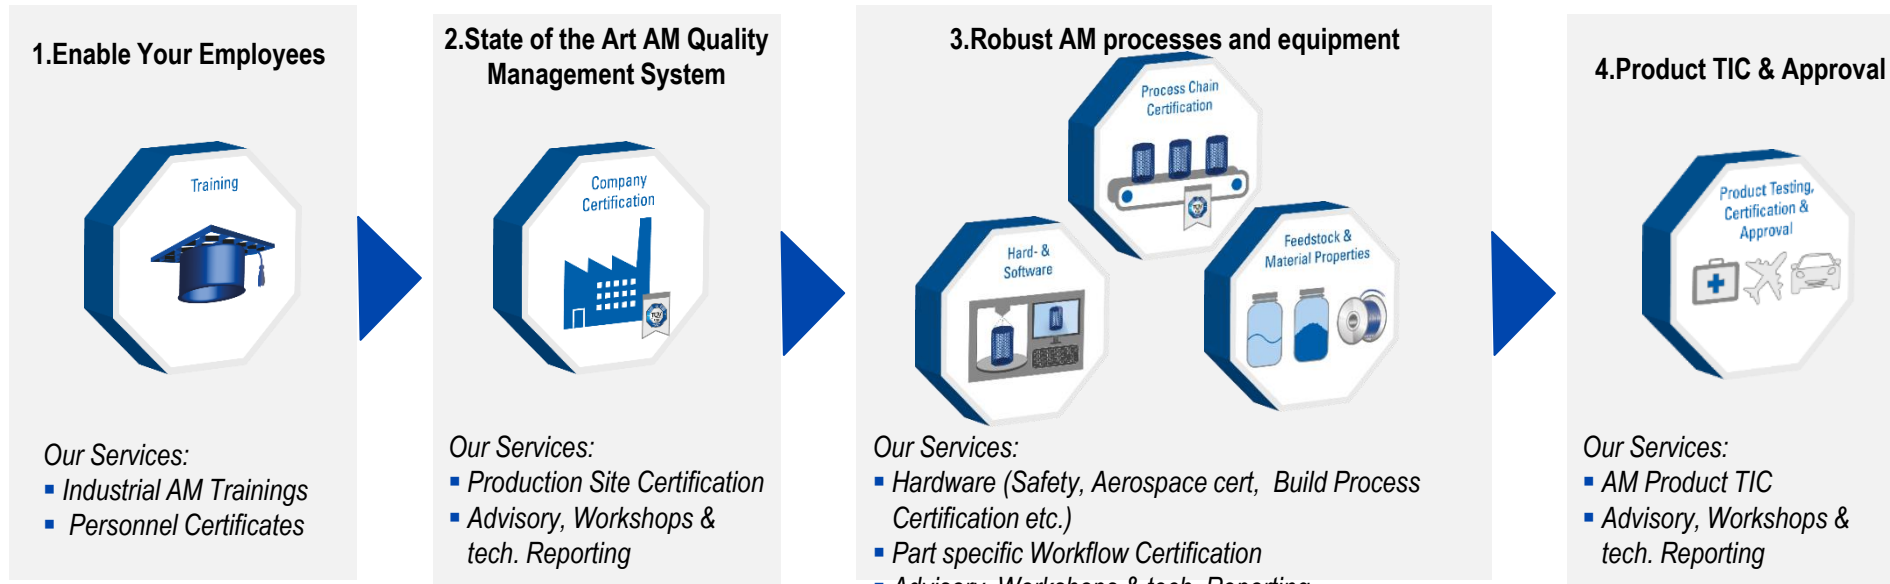 1.Enable Your Employees
Training
Our Services:
▪ Industrial AM Trainings
▪ Personnel Certificates
2.State of the Art AM Quality
Management System
Company
Certification
Our Services:
▪ Production Site Certification
▪ Advisory, Workshops &
tech. Reporting
3.Robust AM processes and equipment
Process Chain
Certification
Hard- &
Software
Feedstock &
Material Properties
Our Services:
▪ Hardware (Safety, Aerospace cert, Build Process
Certification etc.)
▪ Part specific Workflow Certification
▪ Advisory, Workshops & tech. Reporting
4.Product TIC & Approval
Product Testing,
Certification &
Approval
Our Services:
▪ AM Product TIC
▪ Advisory, Workshops &
tech. Reporting